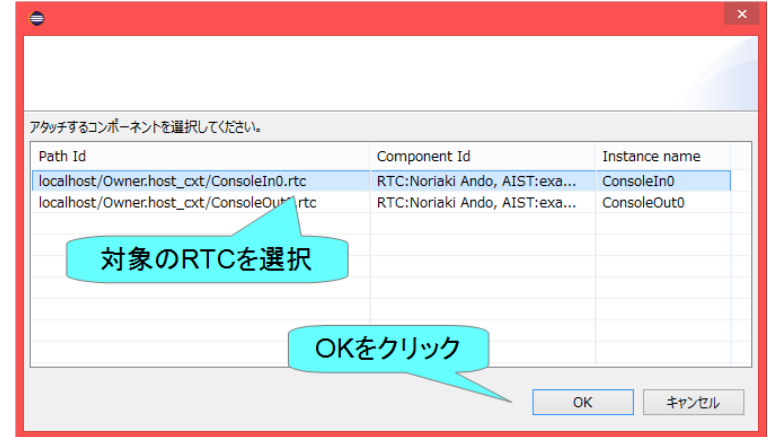 アタッチするコンポーネントを選択してください。
Path Id Component Id Instance name
localhost/Owner.host_cxt/ConsoleIn0.rtc RTC:Noriaki Ando, AIST:exa... ConsoleIn0
localhost/Owner.host_cxt/ConsoleOut0.rtc RTC:Noriaki Ando, AIST:exa... ConsoleOut0
対象のRTCを選択
OKをクリック
OK キャンセル